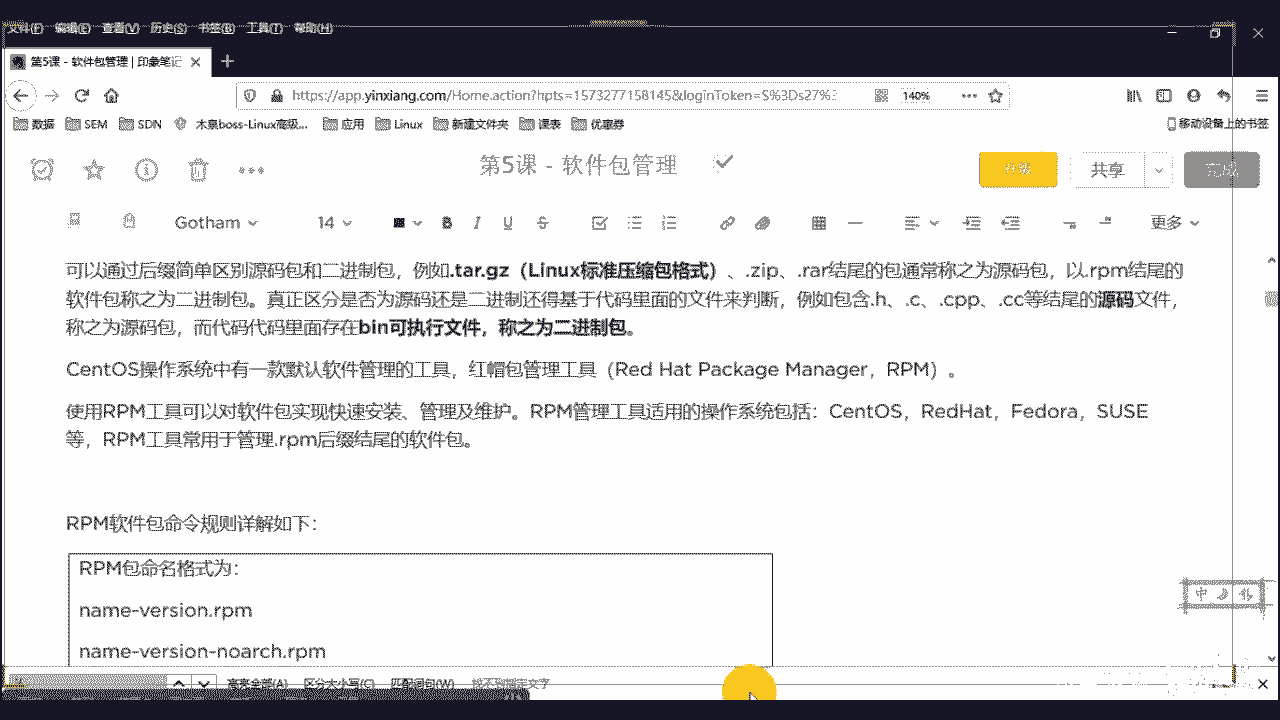 文件(F) 编辑(E) 查看(V) 历史(S) 书签(B) 工具(T) 帮助(H)
第5课 - 软件包管理 | 印象笔记
https://app.yinxiang.com/Home.action?hpts=1573277158145&loginToken=S%3Ds27%3
140%
数据 SEM SDN 木泉boss-Linux高级... 应用 Linux 新建文件夹 课表 优惠券 移动设备上的书签
第5课 - 软件包管理
升级 共享 完成
Gotham 14 B I U S 更多
可以通过后缀简单区别源码包和二进制包，例如.tar.gz（Linux标准压缩包格式）、.zip、.rar结尾的包通常称之为源码包，以.rpm结尾的
软件包称之为二进制包。真正区分是否为源码还是二进制还得基于代码里面的文件来判断，例如包含.h、.c、.cpp、.cc等结尾的源码文件，
称之为源码包，而代码代码里面存在bin可执行文件，称之为二进制包。
CentOS操作系统中有一款默认软件管理的工具，红帽包管理工具（Red Hat Package Manager，RPM）。
使用RPM工具可以对软件包实现快速安装、管理及维护。RPM管理工具适用的操作系统包括：CentOS，RedHat，Fedora，SUSE
等，RPM工具常用于管理.rpm后缀结尾的软件包。
RPM软件包命令规则详解如下：
RPM包命名格式为：
name-version.rpm
name-version-noarch.rpm
中
高亮全部(A) 区分大小写(C) 匹配词句(W) 找不到指定文字